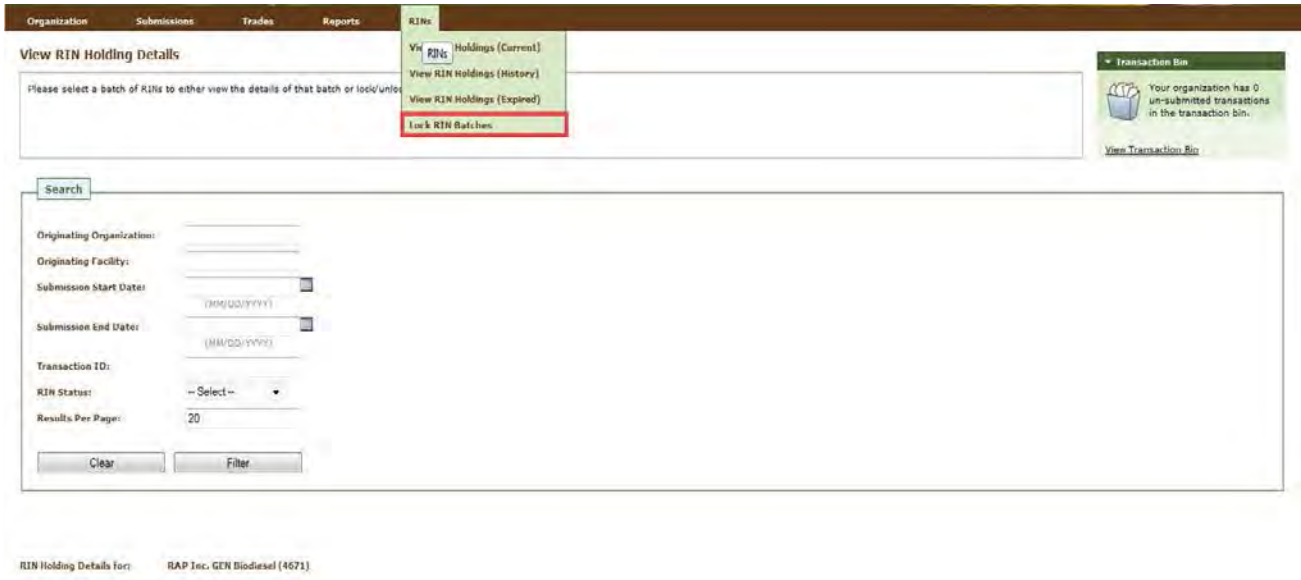 Organization Submissions Trades Reports RINs
View RIN Holding Details
Please select a batch of RINs to either view the details of that batch or lock/unlo
Holdings (Current)
RINs
View RIN Holdings (History)
View RIN Holdings (Expired)
Lock RIN Batches
Transaction Bin
Your organization has 0
un-submitted transactions
in the transaction bin.
View Transaction Bin
Search
Originating Organization:
Originating Facility:
Submission Start Date:
(MM/DD/YYYY)
Submission End Date:
(MM/DD/YYYY)
Transaction ID:
RIN Status: -- Select --
Results Per Page: 20
Clear Filter
RIN Holding Details for: RAP Inc. GEN Biodiesel (4671)